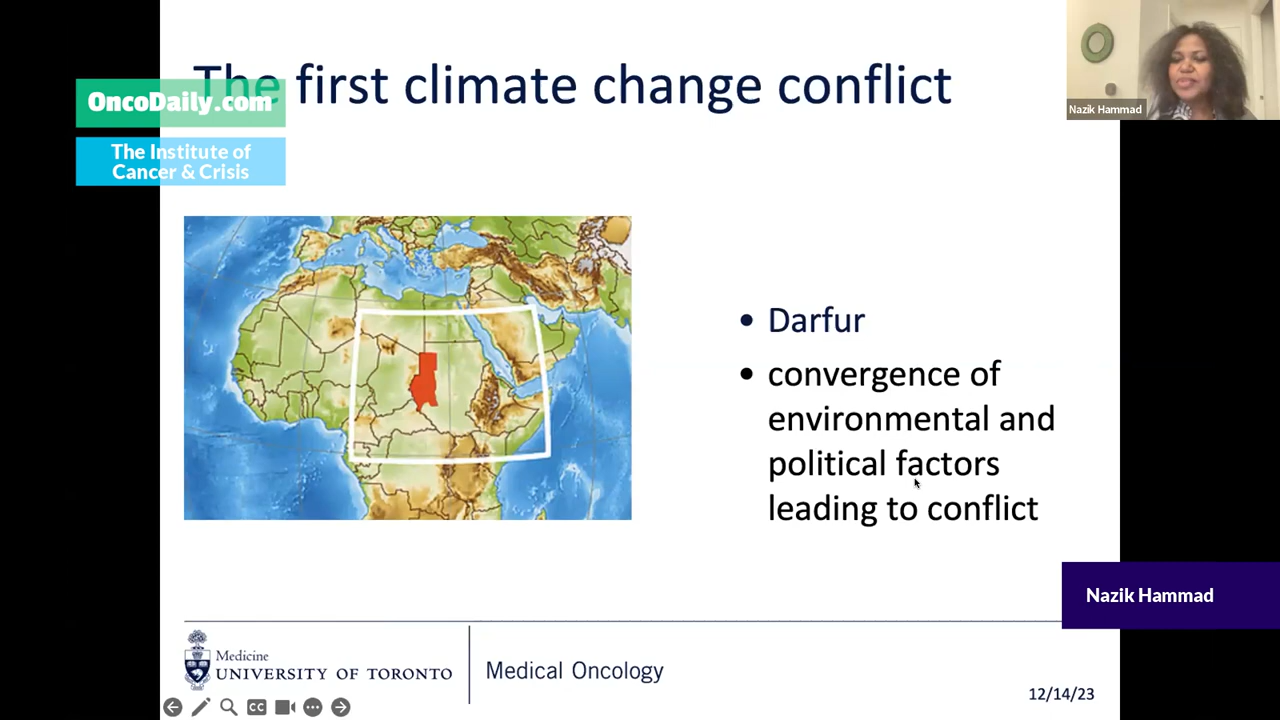 The first climate change conflict
OncoDaily.com
The Institute of
Cancer & Crisis
Nazik Hammad
• Darfur
• convergence of
environmental and
political factors
leading to conflict
Nazik Hammad
Medicine
UNIVERSITY OF TORONTO
Medical Oncology
12/14/23
CC